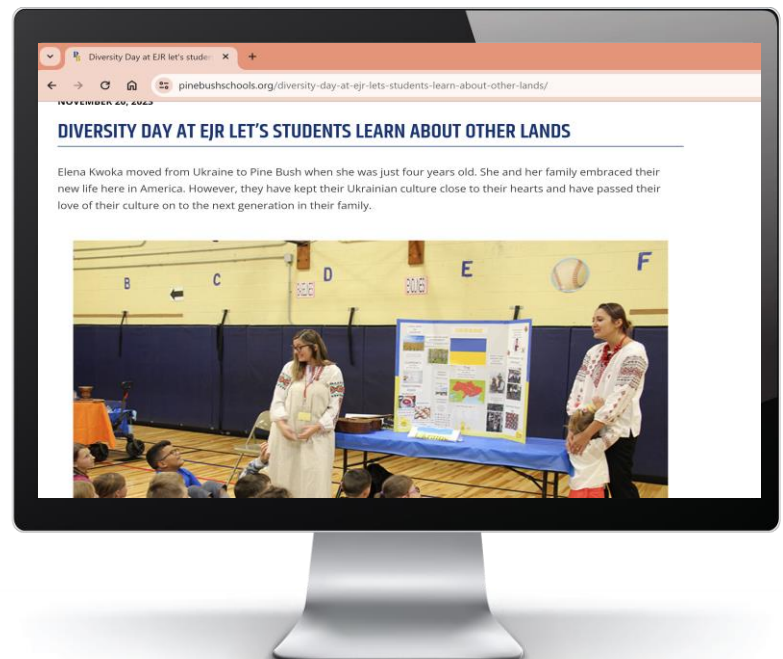 Diversity Day at EJR let's studen
pinebushschools.org/diversity-day-at-ejr-lets-students-learn-about-other-lands/
NOVEMBER 20, 2023
DIVERSITY DAY AT EJR LET'S STUDENTS LEARN ABOUT OTHER LANDS
Elena Kwoka moved from Ukraine to Pine Bush when she was just four years old. She and her family embraced their
new life here in America. However, they have kept their Ukrainian culture close to their hearts and have passed their
love of their culture on to the next generation in their family.
B C D E F
UKRAINE